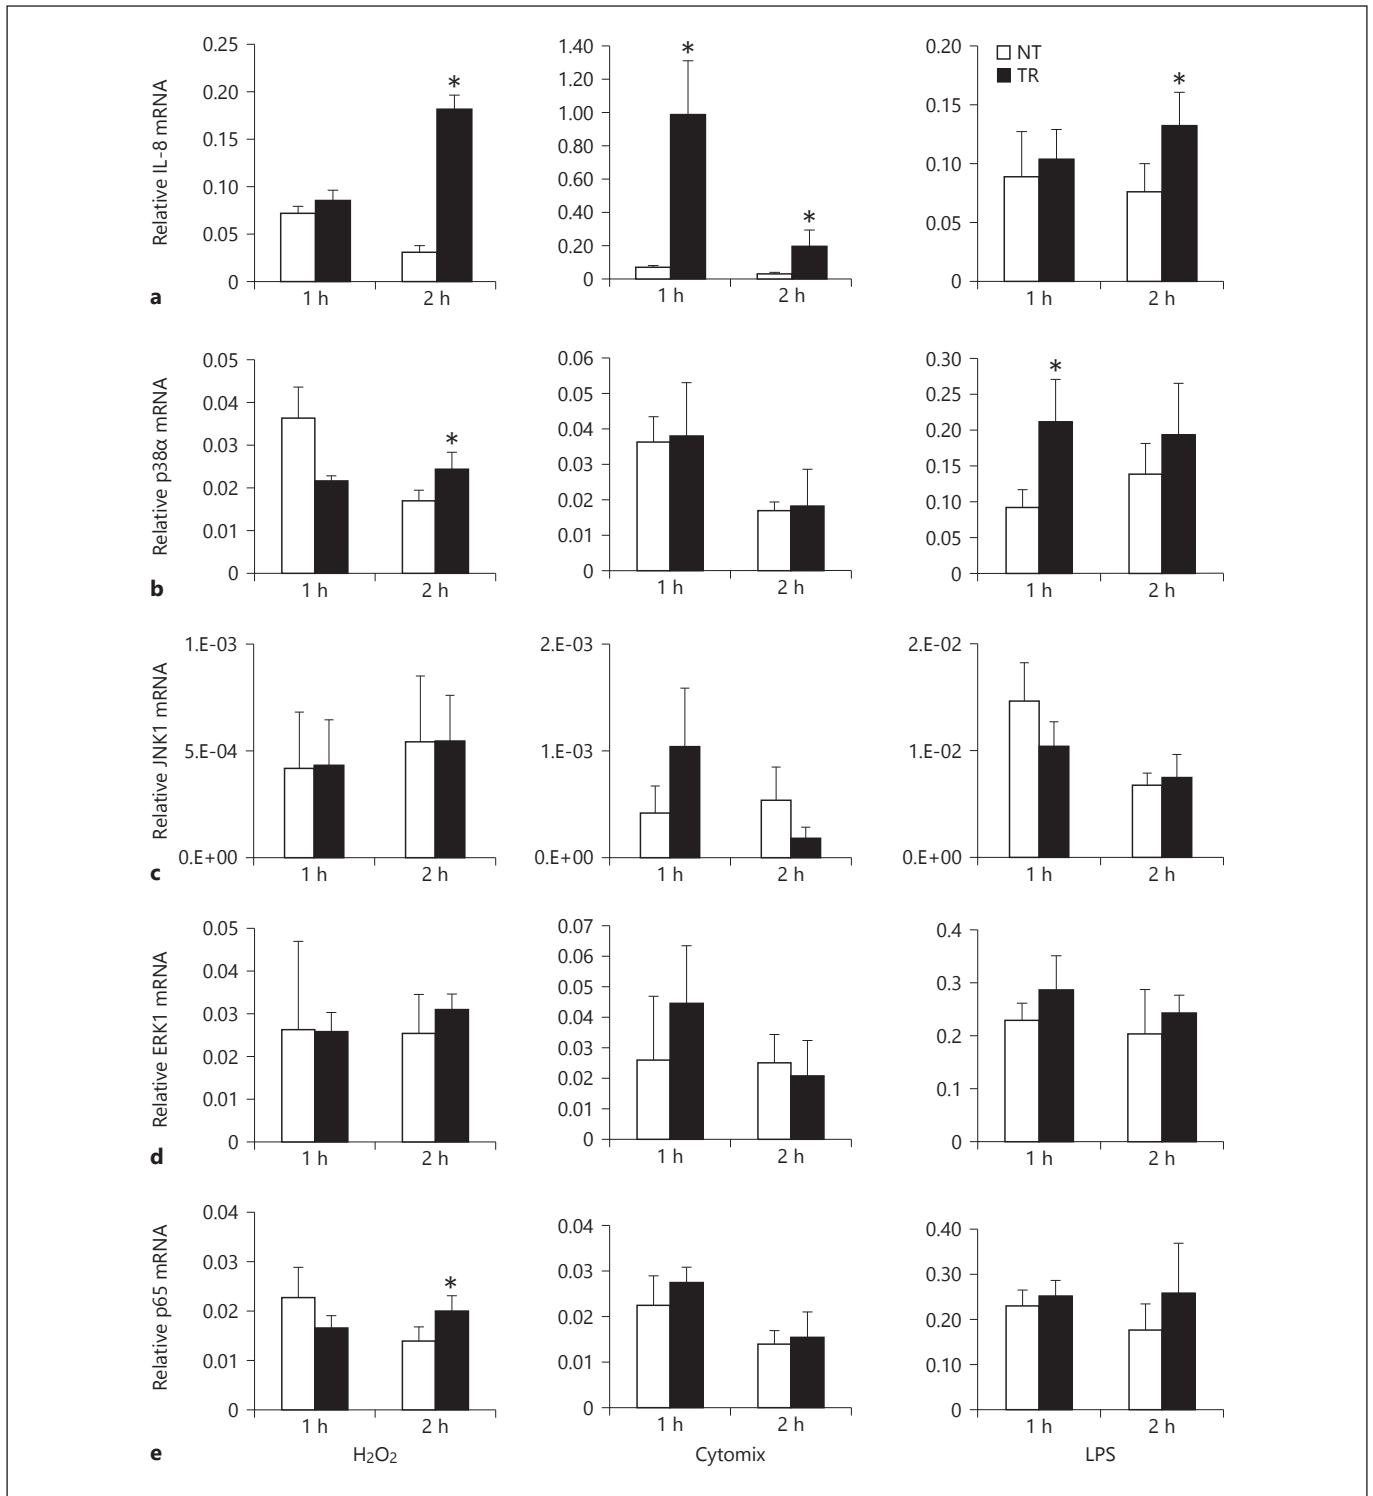 Relative IL-8 mRNA
0.25
0.20
0.15
0.10
0.05
0
*
1 h
2 h
1.40
1.20
1.00
0.80
0.60
0.40
0.20
0
*
*
1 h
2 h
0.20
0.15
0.10
0.05
0
NT
TR
*
1 h
2 h
a
Relative p38α mRNA
0.05
0.04
0.03
0.02
0.01
0
*
1 h
2 h
0.06
0.05
0.04
0.03
0.02
0.01
0
1 h
2 h
0.30
0.25
0.20
0.15
0.10
0.05
0
*
1 h
2 h
b
Relative JNK1 mRNA
1.E-03
5.E-04
0.E+00
1 h
2 h
2.E-03
1.E-03
0.E+00
1 h
2 h
2.E-02
1.E-02
0.E+00
1 h
2 h
c
Relative ERK1 mRNA
0.05
0.04
0.03
0.02
0.01
0
1 h
2 h
0.07
0.06
0.05
0.04
0.03
0.02
0.01
0
1 h
2 h
0.4
0.3
0.2
0.1
0
1 h
2 h
d
Relative p65 mRNA
0.04
0.03
0.02
0.01
0
*
1 h
2 h
0.04
0.03
0.02
0.01
0
1 h
2 h
0.40
0.30
0.20
0.10
0
1 h
2 h
e
H₂O₂
Cytomix
LPS